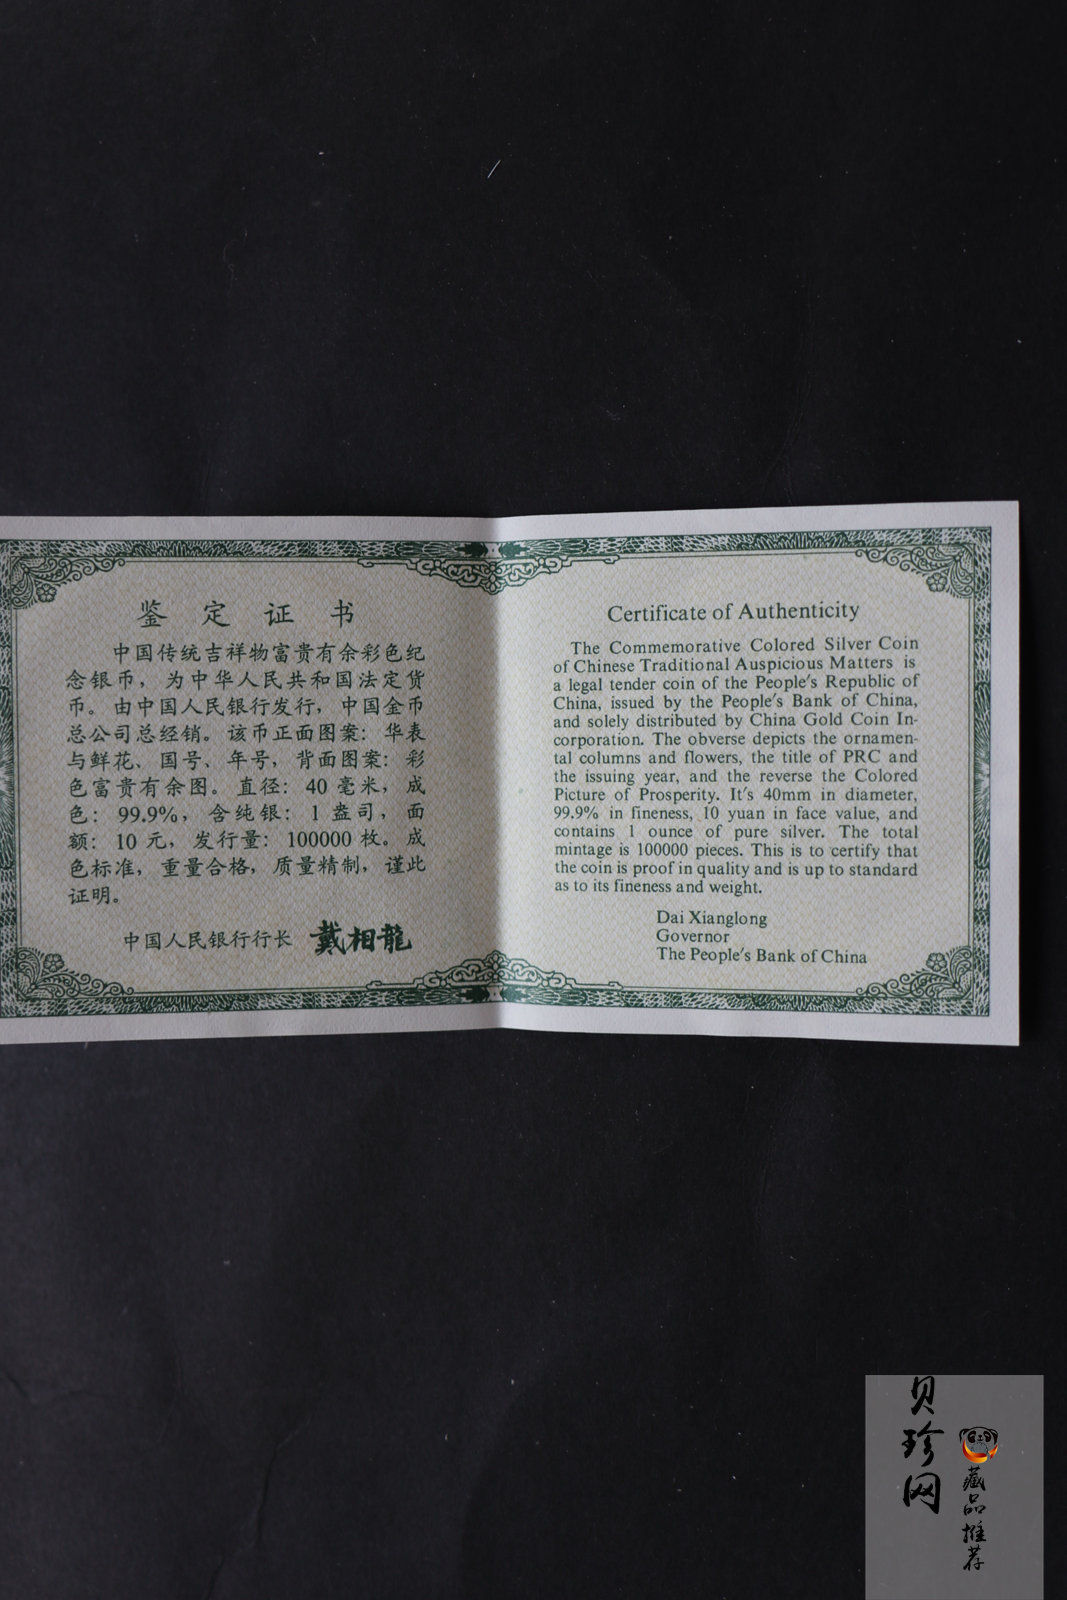 鉴定证书
中国传统吉祥物富贵有余彩色纪
念银币，为中华人民共和国法定货
币。由中国人民银行发行，中国金币
总公司总经销。该币正面图案：华表
与鲜花、国号、年号，背面图案：彩
色富贵有余图。直径：40毫米，成
色：99.9%，含纯银：1盎司，面
额：10元，发行量：100000枚。成
色标准，重量合格，质量精制，谨此
证明。
中国人民银行行长 戴相龍
Certificate of Authenticity
The Commemorative Colored Silver Coin
of Chinese Traditional Auspicious Matters is
a legal tender coin of the People's Republic of
China, issued by the People's Bank of China,
and solely distributed by China Gold Coin In-
corporation. The obverse depicts the ornamen-
tal columns and flowers, the title of PRC and
the issuing year, and the reverse the Colored
Picture of Prosperity. It's 40mm in diameter,
99.9% in fineness, 10 yuan in face value, and
contains 1 ounce of pure silver. The total
mintage is 100000 pieces. This is to certify that
the coin is proof in quality and is up to standard
as to its fineness and weight.
Dai Xianglong
Governor
The People's Bank of China
贝珍网
藏品推荐